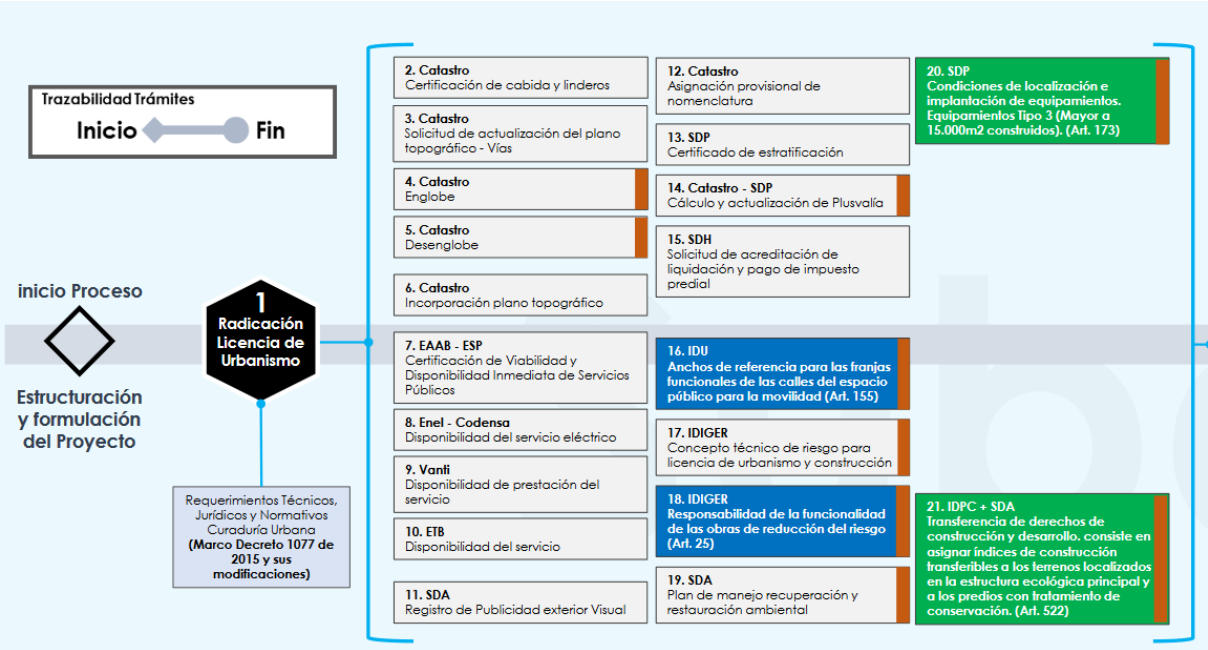 Trazabilidad Trámites
Inicio
Fin
inicio Proceso
Estructuración
y formulación
del Proyecto
1
Radicación
Licencia de
Urbanismo
Requerimientos Técnicos,
Jurídicos y Normativos
Curaduría Urbana
(Marco Decreto 1077 de
2015 y sus
modificaciones)
2. Catastro
Certificación de cabida y linderos
3. Catastro
Solicitud de actualización del plano
topográfico - Vías
4. Catastro
Englobe
5. Catastro
Desenglobe
6. Catastro
Incorporación plano topográfico
7. EAAB - ESP
Certificación de Viabilidad y
Disponibilidad Inmediata de Servicios
Públicos
8. Enel - Codensa
Disponibilidad del servicio eléctrico
9. Vanti
Disponibilidad de prestación del
servicio
10. ETB
Disponibilidad del servicio
11. SDA
Registro de Publicidad exterior Visual
12. Catastro
Asignación provisional de
nomenclatura
13. SDP
Certificado de estratificación
14. Catastro - SDP
Cálculo y actualización de Plusvalía
15. SDH
Solicitud de acreditación de
liquidación y pago de impuesto
predial
16. IDU
Anchos de referencia para las franjas
funcionales de las calles del espacio
público para la movilidad (Art. 155)
17. IDIGER
Concepto técnico de riesgo para
licencia de urbanismo y construcción
18. IDIGER
Responsabilidad de la funcionalidad
de las obras de reducción del riesgo
(Art. 25)
19. SDA
Plan de manejo recuperación y
restauración ambiental
20. SDP
Condiciones de localización e
implantación de equipamientos.
Equipamientos Tipo 3 (Mayor a
15.000m2 construidos). (Art. 173)
21. IDPC + SDA
Transferencia de derechos de
construcción y desarrollo. consiste en
asignar índices de construcción
transferibles a los terrenos localizados
en la estructura ecológica principal y
a los predios con tratamiento de
conservación. (Art. 522)